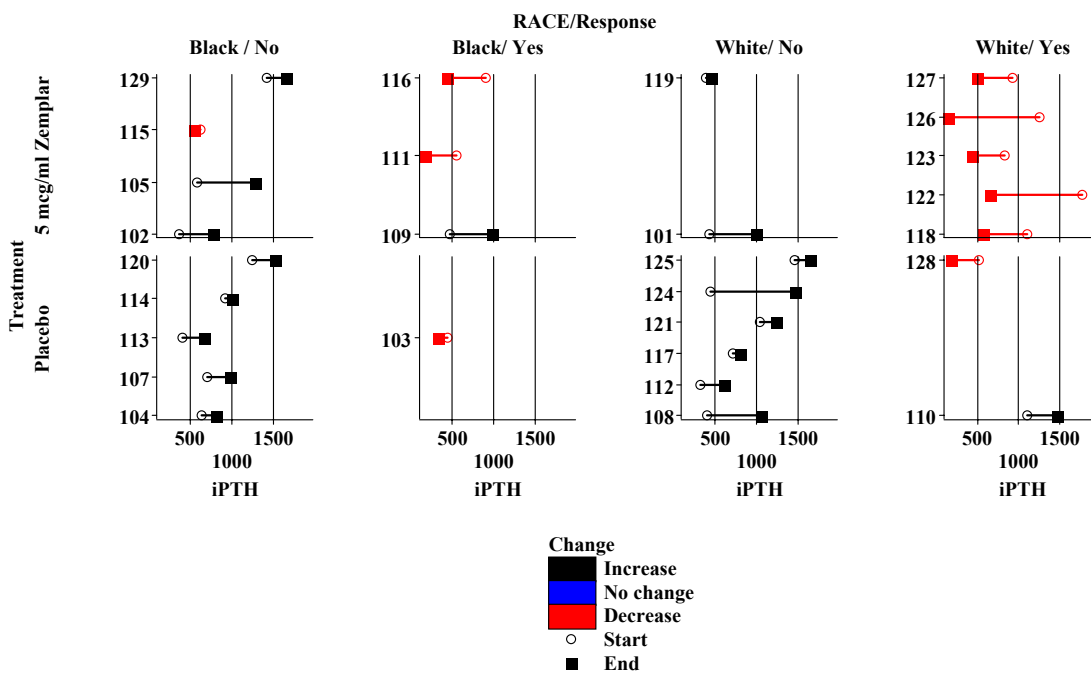 RACE/Response
Black / No
Black/ Yes
White/ No
White/ Yes
Treatment
5 mcg/ml Zemplar
129
115
105
102
116
111
109
119
101
127
126
123
122
118
Placebo
120
114
113
107
104
103
125
124
121
117
112
108
128
110
500 1500 500 1500 500 1500 500 1500
1000 1000 1000 1000
iPTH iPTH iPTH iPTH
Change
Increase
No change
Decrease
Start
End